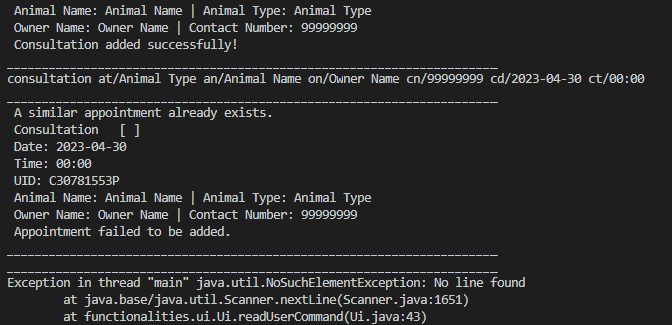 Animal Name: Animal Name | Animal Type: Animal Type
Owner Name: Owner Name | Contact Number: 99999999
Consultation added successfully!
______________________________________________________________________
consultation at/Animal Type an/Animal Name on/Owner Name cn/99999999 cd/2023-04-30 ct/00:00
______________________________________________________________________
A similar appointment already exists.
Consultation   [ ]
Date: 2023-04-30
Time: 00:00
UID: C30781553P
Animal Name: Animal Name | Animal Type: Animal Type
Owner Name: Owner Name | Contact Number: 99999999
Appointment failed to be added.
______________________________________________________________________
______________________________________________________________________
Exception in thread "main" java.util.NoSuchElementException: No line found
at java.base/java.util.Scanner.nextLine(Scanner.java:1651)
at functionalities.ui.Ui.readUserCommand(Ui.java:43)